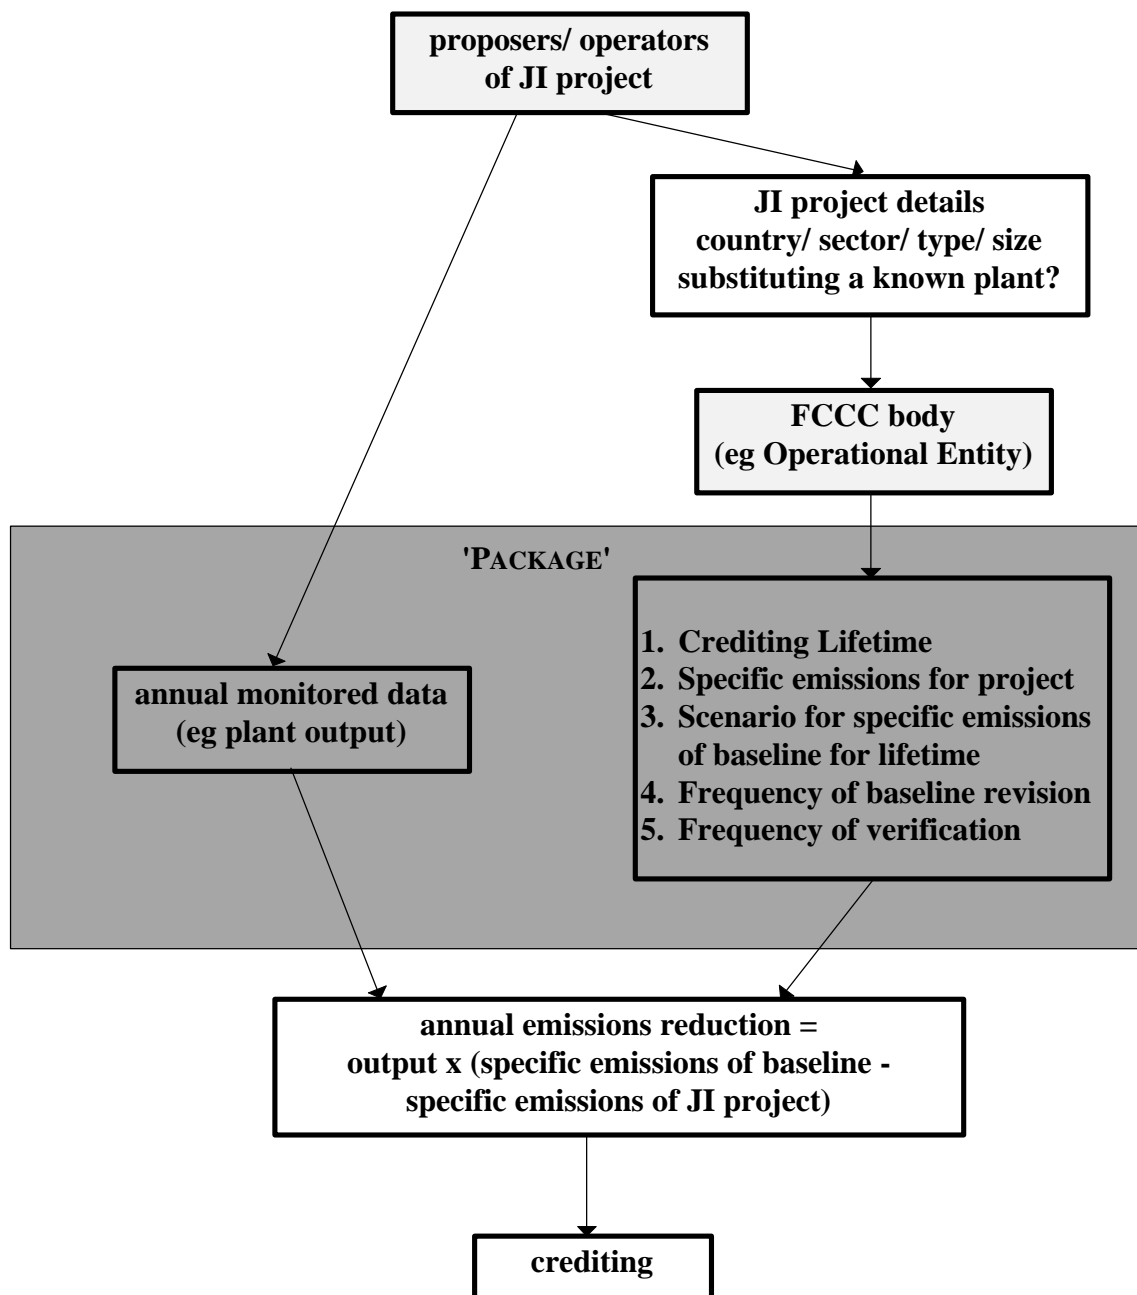 proposers/ operators
of JI project
JI project details
country/ sector/ type/ size
substituting a known plant?
FCCC body
(eg Operational Entity)
'PACKAGE'
annual monitored data
(eg plant output)
1. Crediting Lifetime
2. Specific emissions for project
3. Scenario for specific emissions
of baseline for lifetime
4. Frequency of baseline revision
5. Frequency of verification
annual emissions reduction =
output x (specific emissions of baseline -
specific emissions of JI project)
crediting